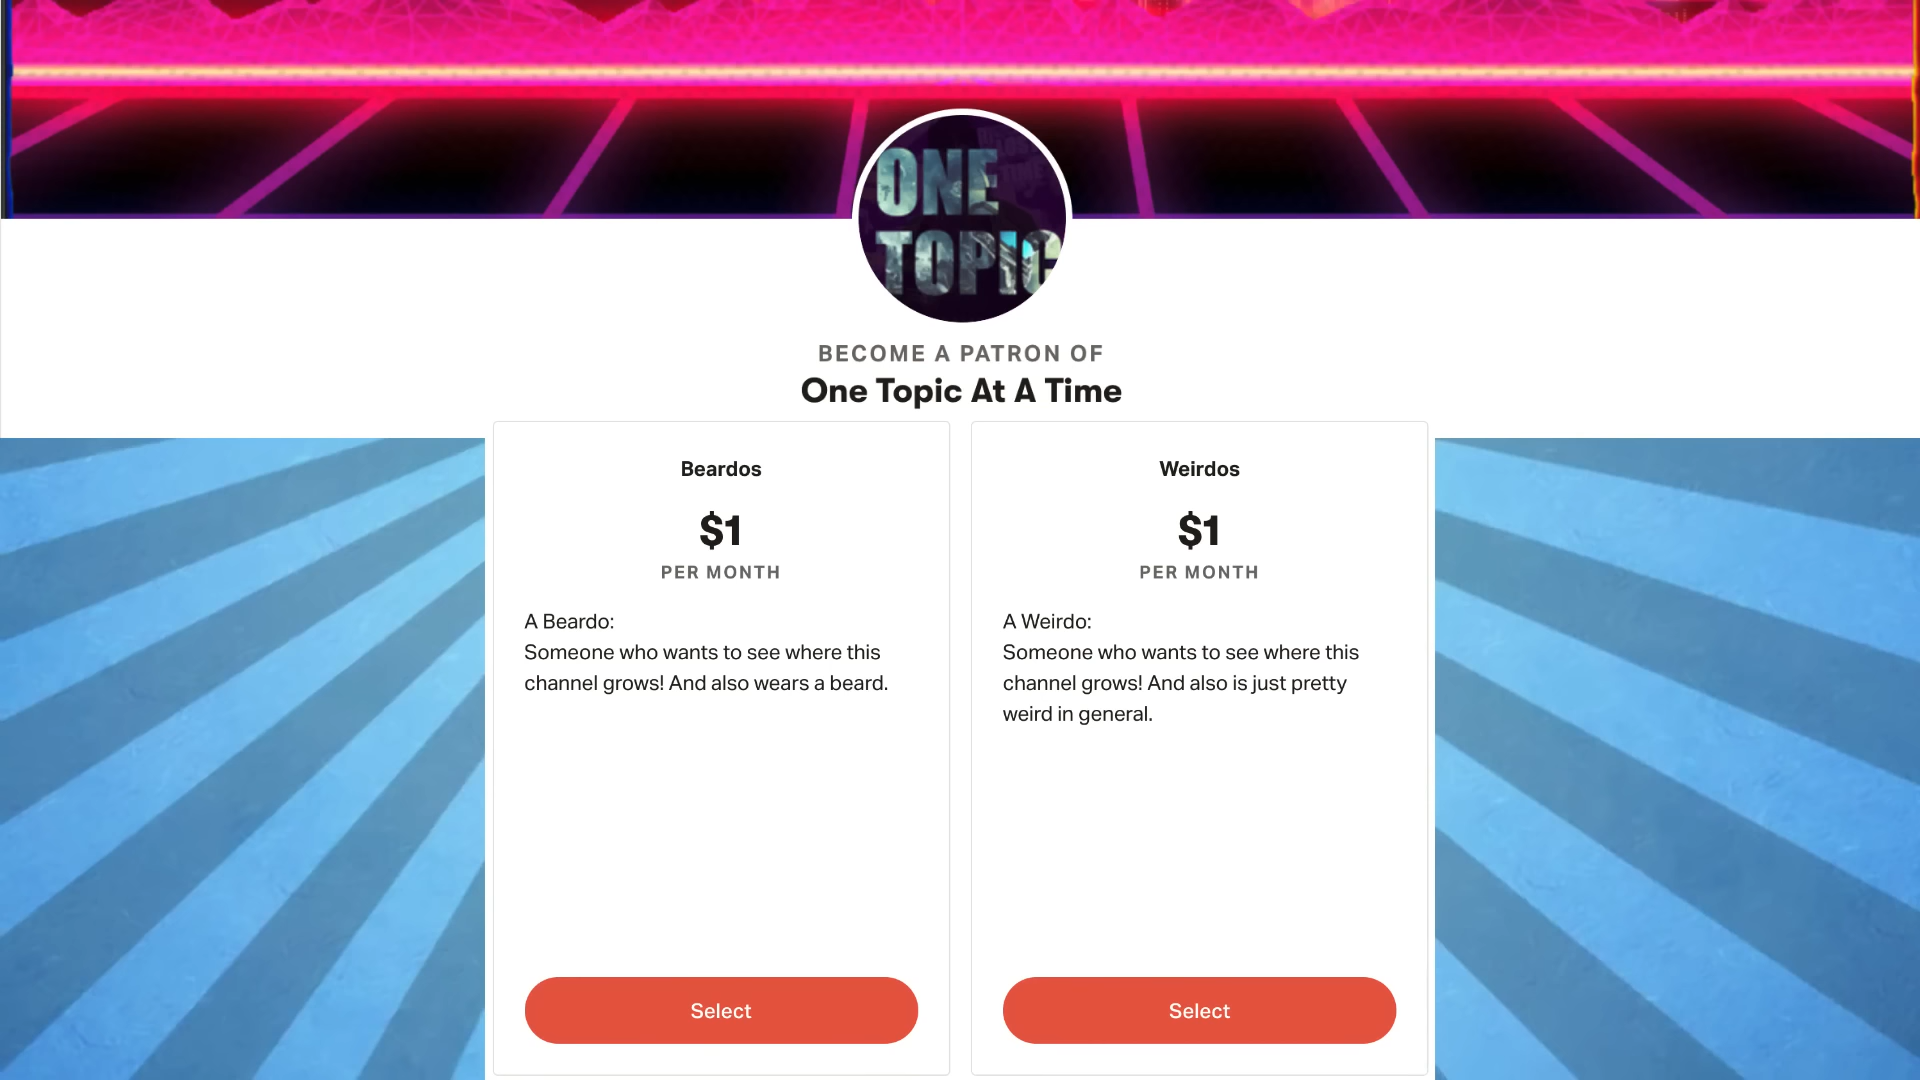 ONE
TOPIC
BECOME A PATRON OF
One Topic At A Time
Beardos
$1
PER MONTH
A Beardo:
Someone who wants to see where this
channel grows! And also wears a beard.
Select
Weirdos
$1
PER MONTH
A Weirdo:
Someone who wants to see where this
channel grows! And also is just pretty
weird in general.
Select